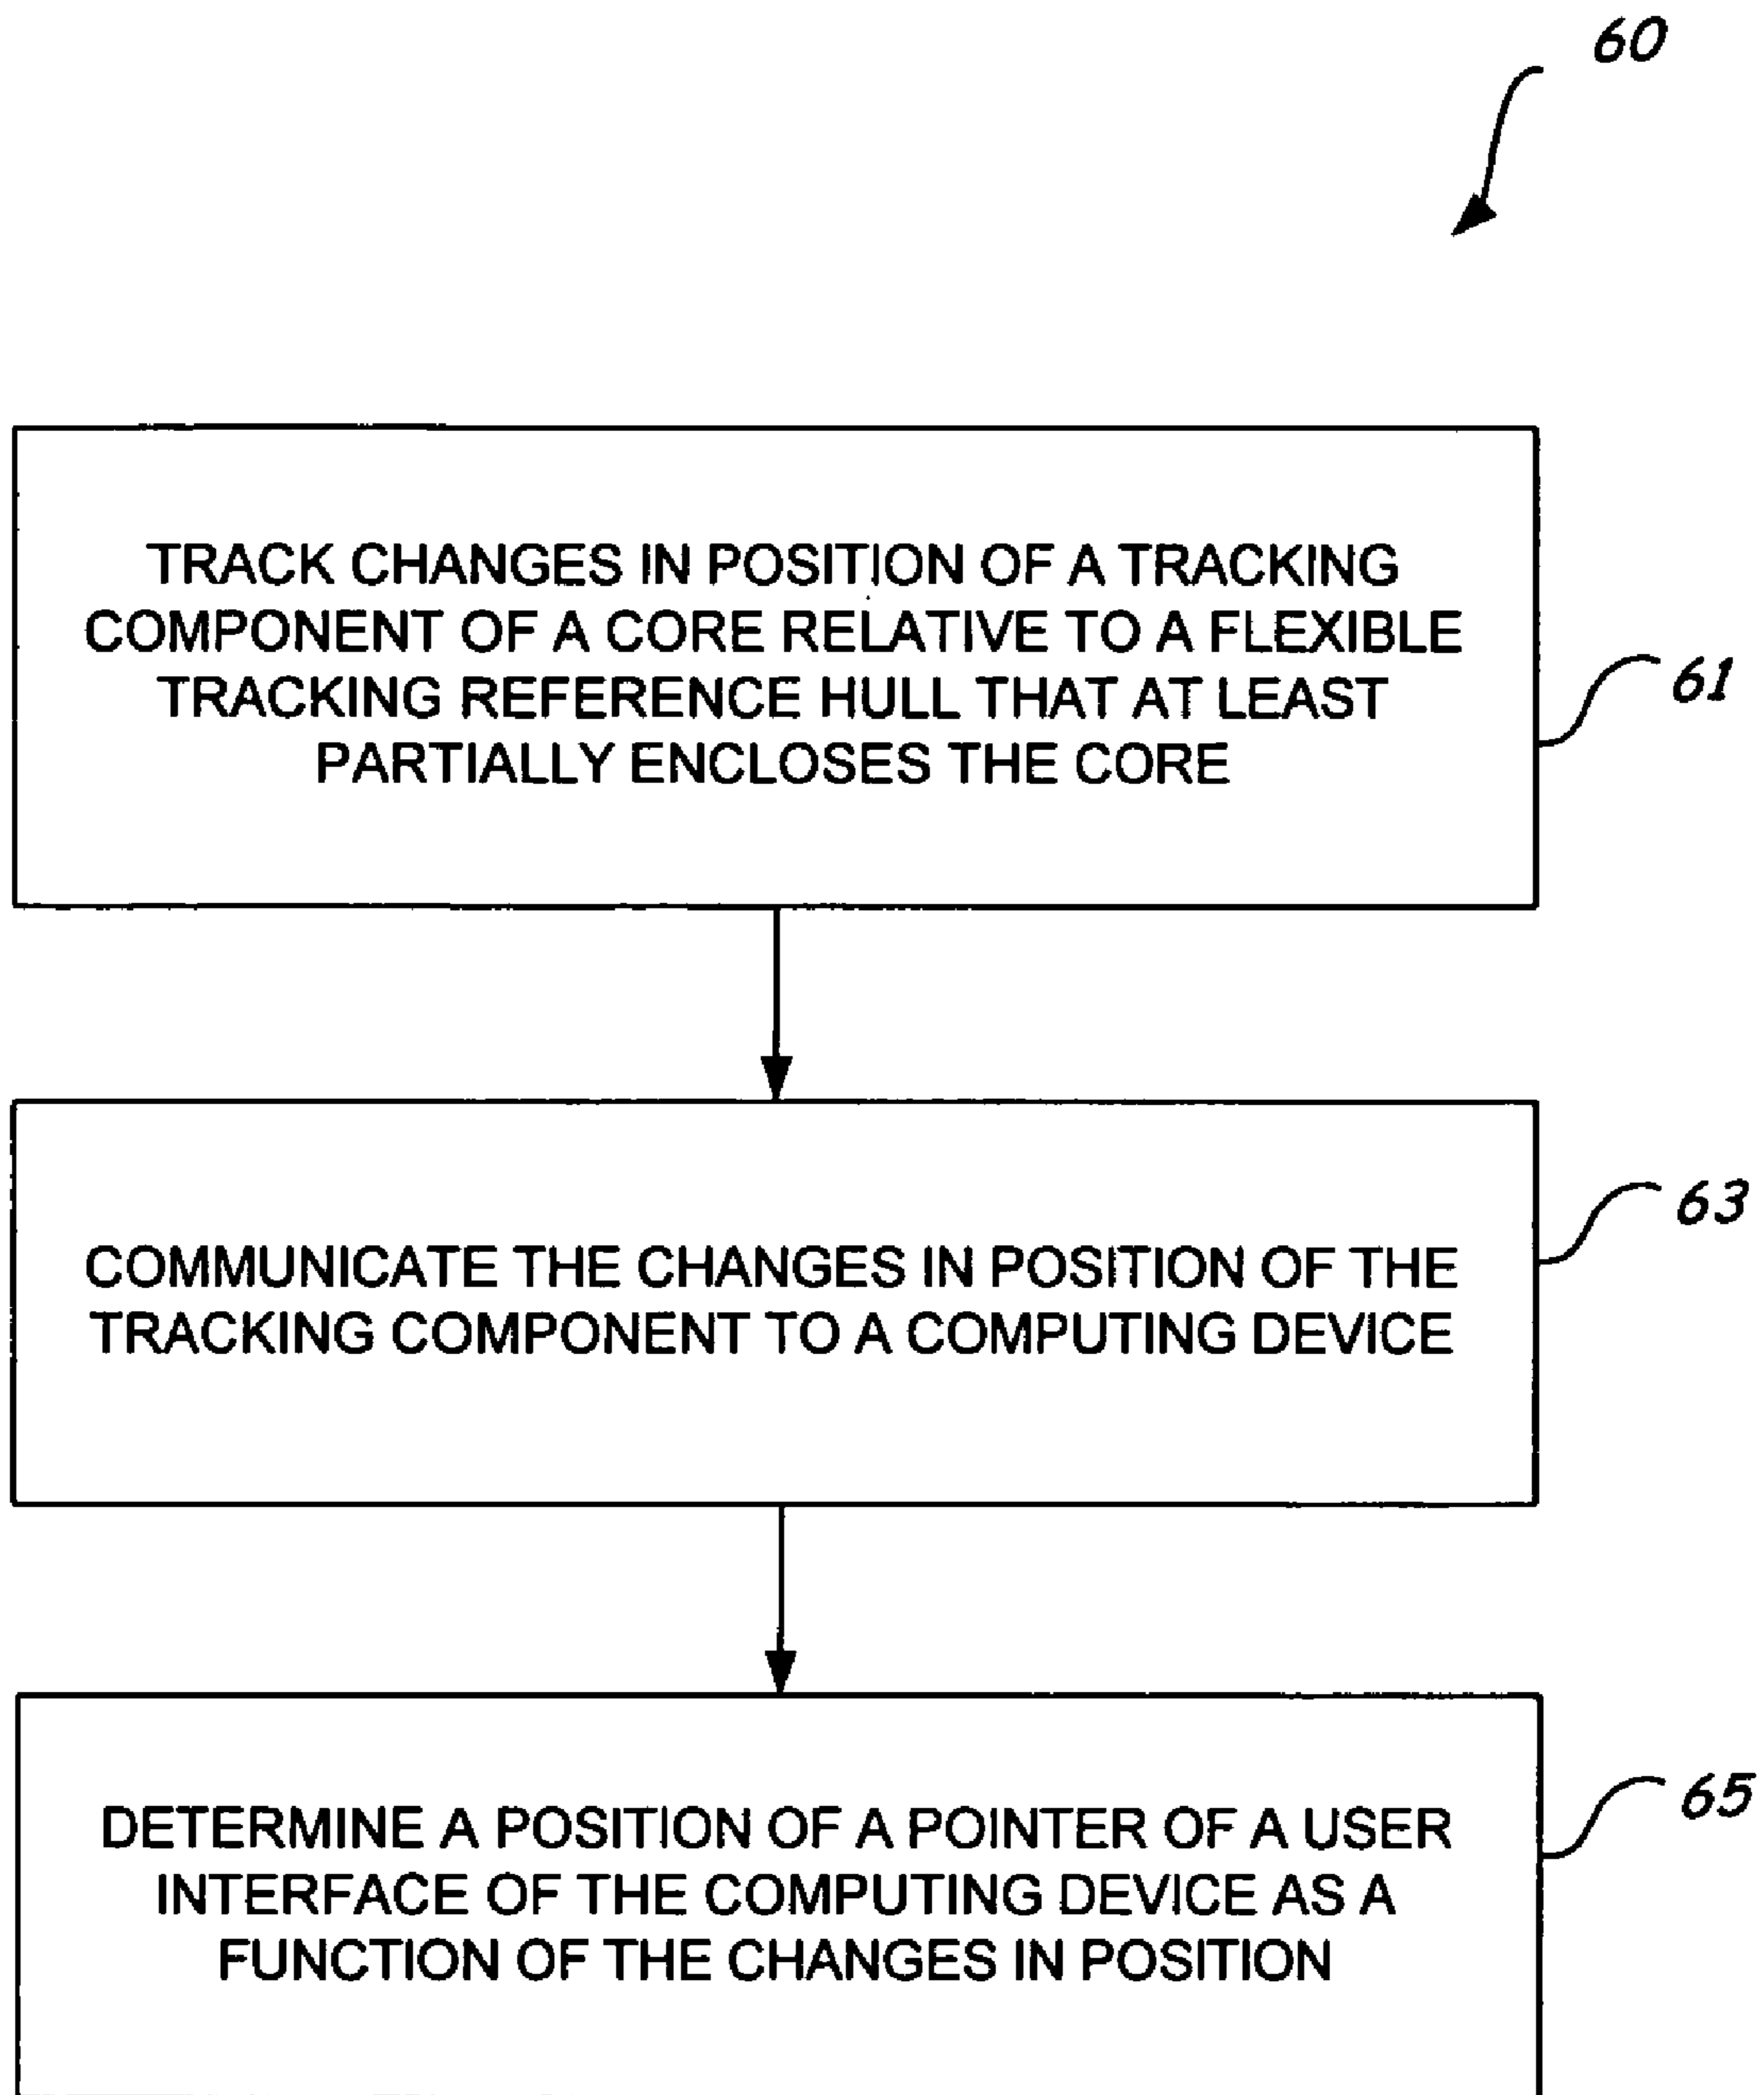 60
TRACK CHANGES IN POSITION OF A TRACKING
COMPONENT OF A CORE RELATIVE TO A FLEXIBLE
TRACKING REFERENCE HULL THAT AT LEAST
PARTIALLY ENCLOSES THE CORE
61
COMMUNICATE THE CHANGES IN POSITION OF THE
TRACKING COMPONENT TO A COMPUTING DEVICE
63
DETERMINE A POSITION OF A POINTER OF A USER
INTERFACE OF THE COMPUTING DEVICE AS A
FUNCTION OF THE CHANGES IN POSITION
65